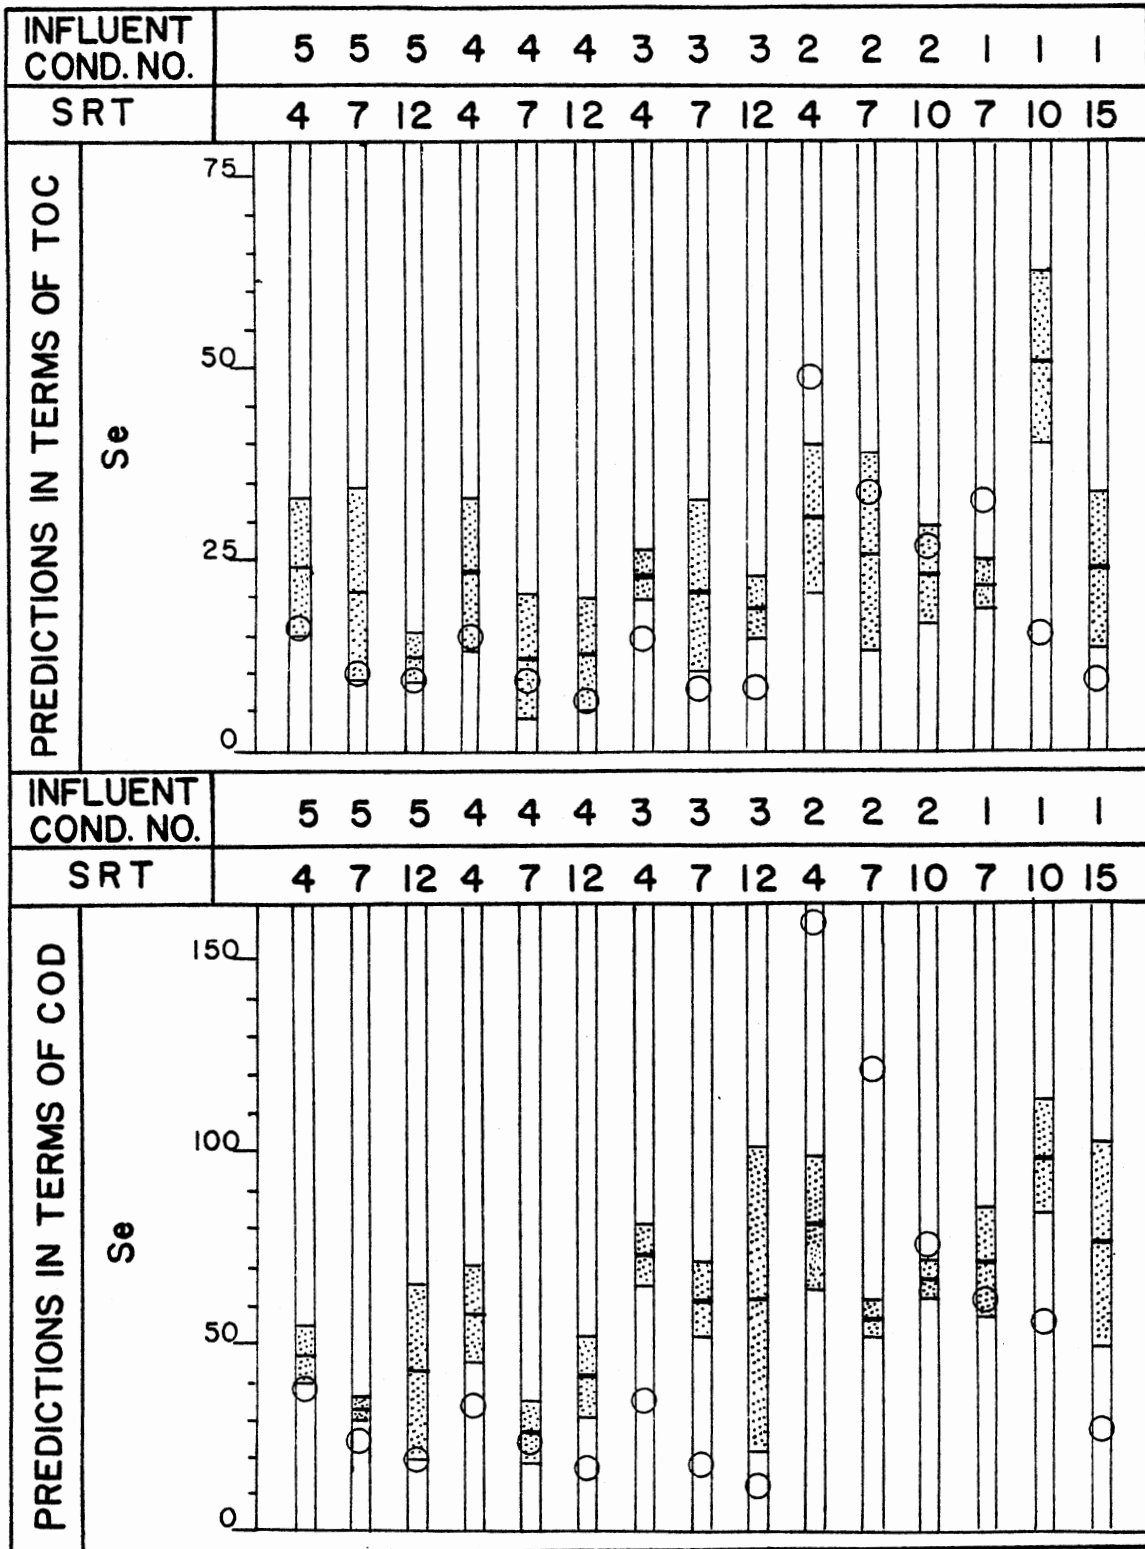 INFLUENT
COND. NO.
5 5 5 4 4 4 3 3 3 2 2 2 1 1 1
SRT
4 7 12 4 7 12 4 7 12 4 7 10 7 10 15
PREDICTIONS IN TERMS OF TOC
Se
75
50
25
0
INFLUENT
COND. NO.
5 5 5 4 4 4 3 3 3 2 2 2 1 1 1
SRT
4 7 12 4 7 12 4 7 12 4 7 10 7 10 15
PREDICTIONS IN TERMS OF COD
Se
150
100
50
0